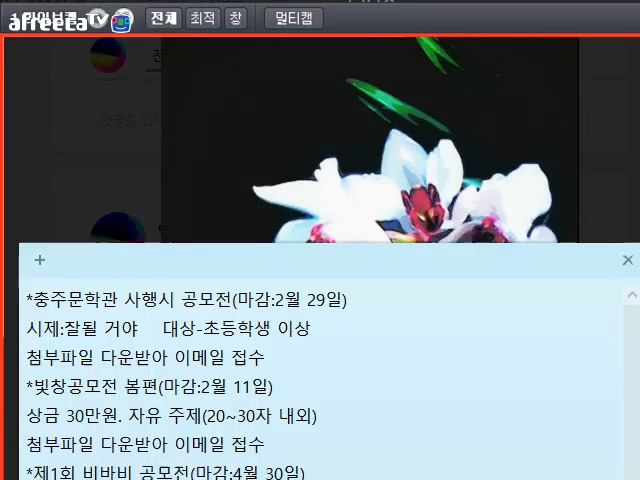 afreecaTV
전체 최적 창 멀티캠
*충주문학관 사행시 공모전(마감:2월 29일)
시제:잘될 거야 대상-초등학생 이상
첨부파일 다운받아 이메일 접수
*빛창공모전 봄편(마감:2월 11일)
상금 30만원. 자유 주제(20~30자 내외)
첨부파일 다운받아 이메일 접수
*제1회 비바비 공모전(마감:4월 30일)